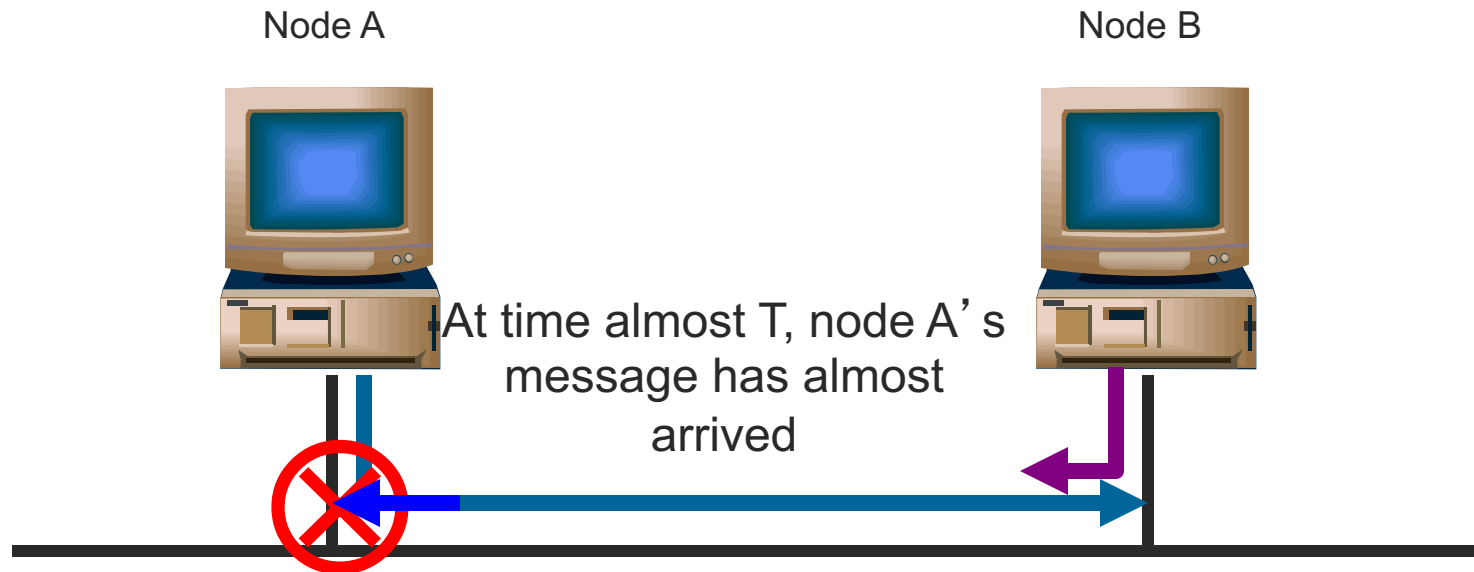 Node A
Node B
At time almost T, node A’s
message has almost
arrived